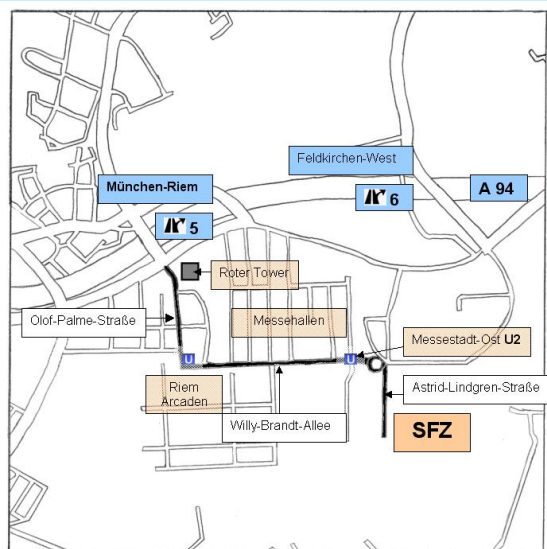 Feldkirchen-West
München-Riem
A 94
6
5
Roter Tower
Olof-Palme-Straße
Messehallen
Messestadt-Ost U2
U
U
Riem
Arcaden
Astrid-Lindgren-Straße
Willy-Brandt-Allee
SFZ